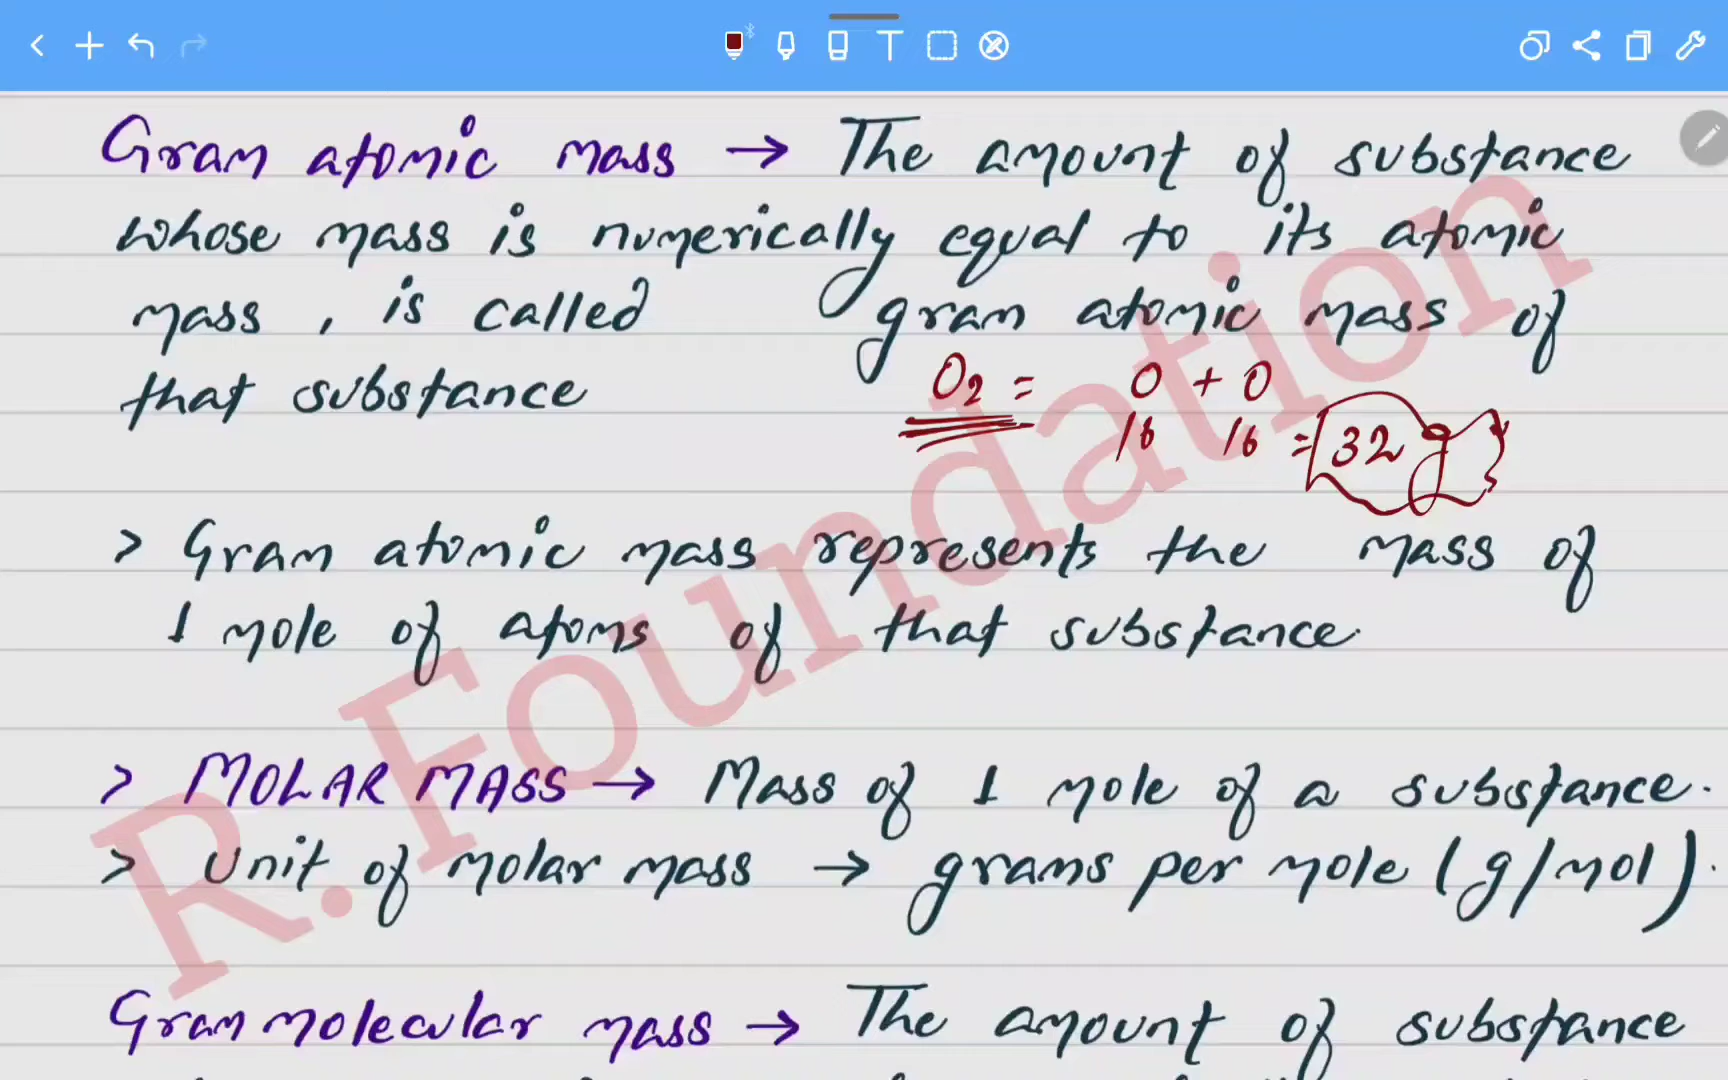 Gram atomic mass → The amount of substance
whose mass is numerically equal to its atomic
mass, is called gram atomic mass of
that substance
O2 = O + O
16 16 = 32 g
> Gram atomic mass represents the mass of
1 mole of atoms of that substance.
> MOLAR MASS → Mass of 1 mole of a substance.
> Unit of molar mass → grams per mole (g/mol).
Gram molecular mass → The amount of substance
R. Foundation